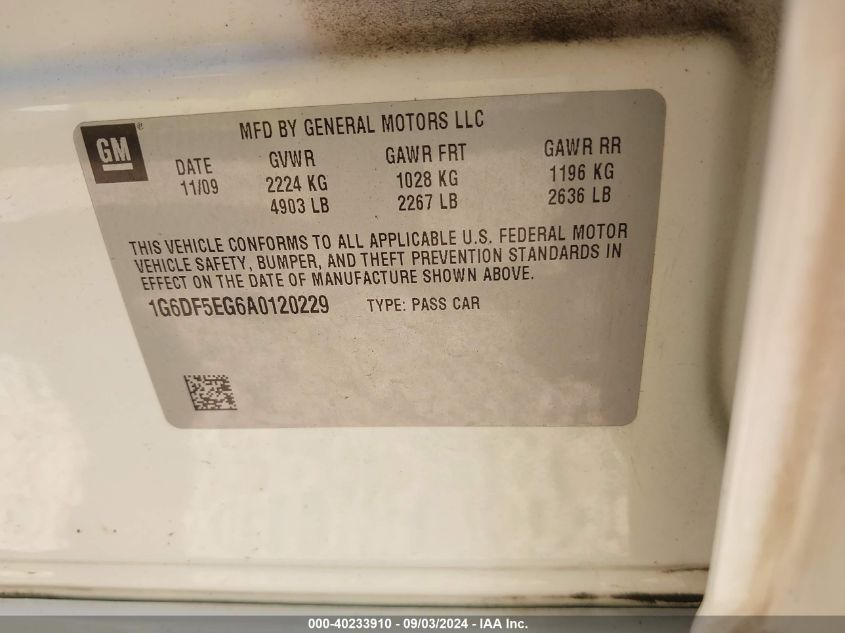 GM®
MFD BY GENERAL MOTORS LLC
DATE GVWR GAWR FRT GAWR RR
11/09 2224 KG 1028 KG 1196 KG
4903 LB 2267 LB 2636 LB
THIS VEHICLE CONFORMS TO ALL APPLICABLE U.S. FEDERAL MOTOR
VEHICLE SAFETY, BUMPER, AND THEFT PREVENTION STANDARDS IN
EFFECT ON THE DATE OF MANUFACTURE SHOWN ABOVE.
1G6DF5EG6A0120229 TYPE: PASS CAR
000-40233910 - 09/03/2024 - IAA Inc.